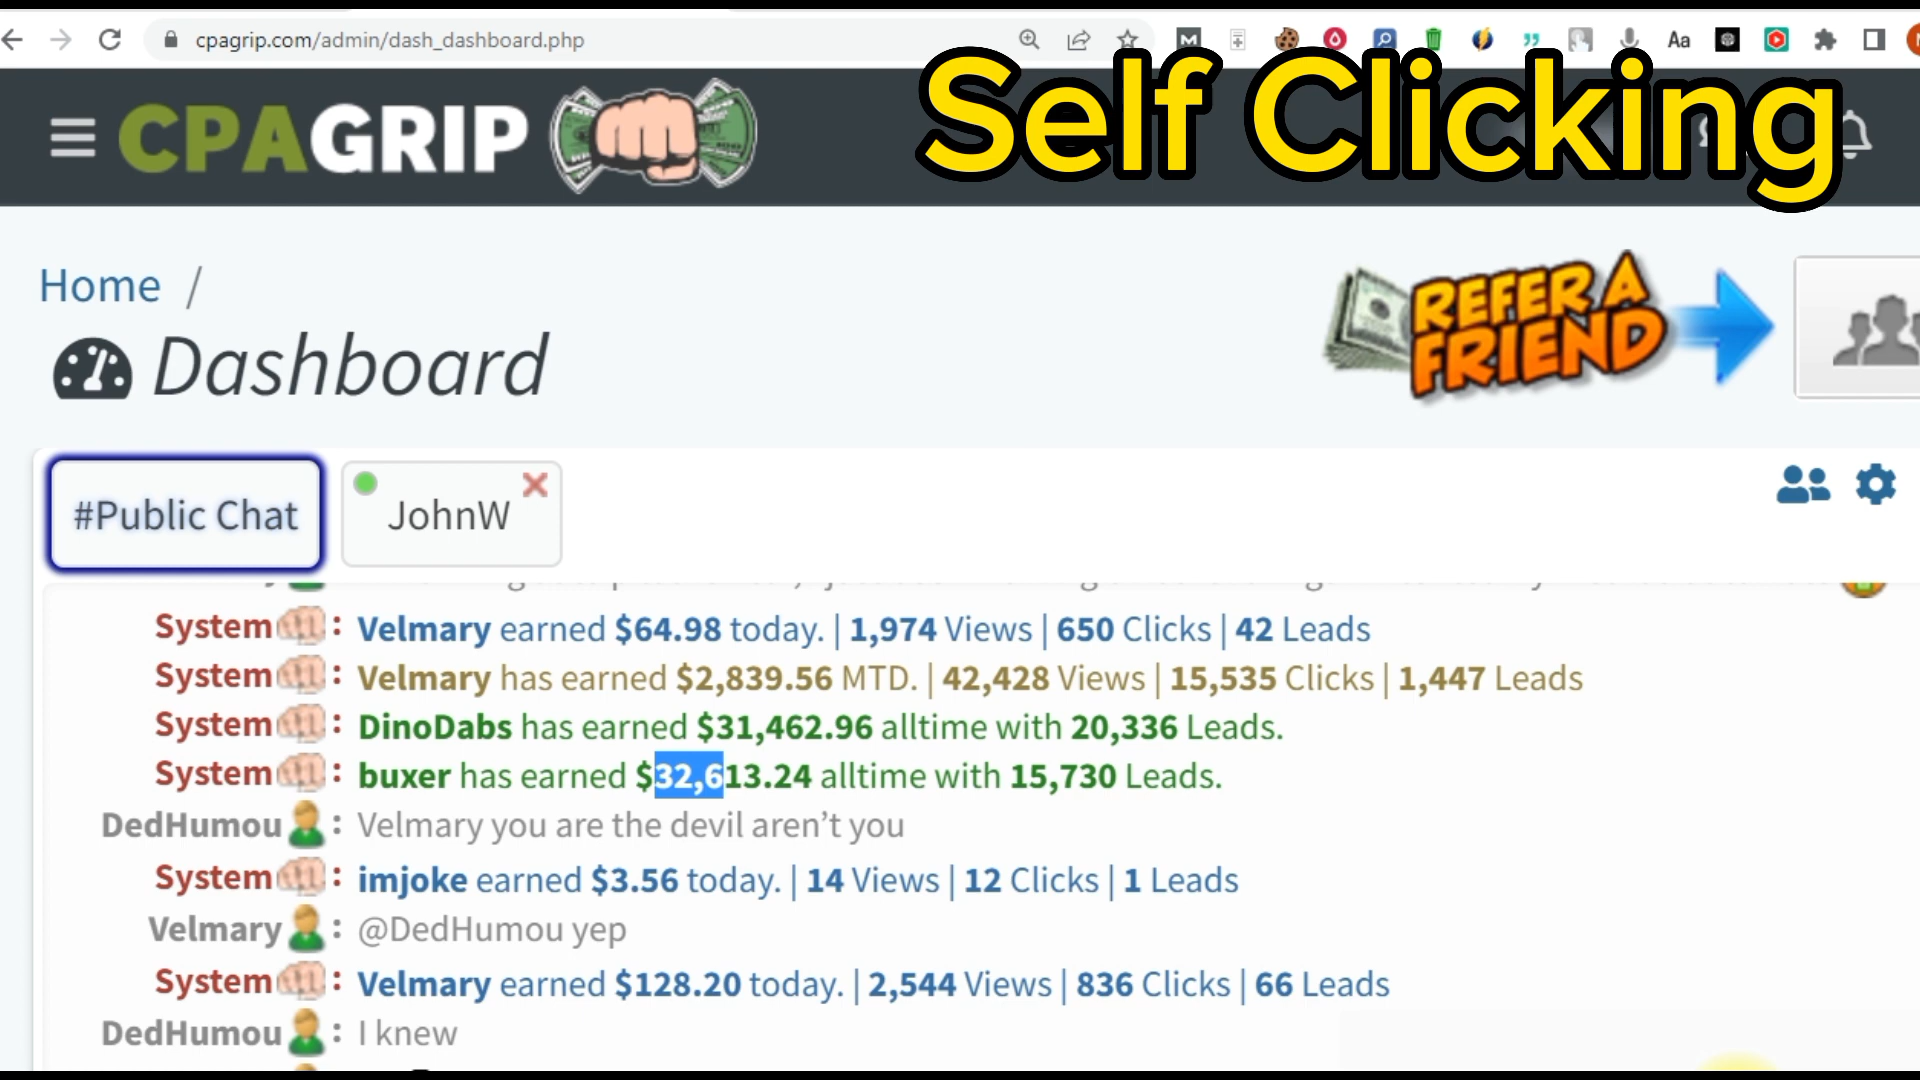 cpagrip.com/admin/dash_dashboard.php
Aa
Self Clicking
CPAGRIP
Home /
REFER A
FRIEND
Dashboard
#Public Chat
JohnW
System: Velmary earned $64.98 today. | 1,974 Views | 650 Clicks | 42 Leads
System: Velmary has earned $2,839.56 MTD. | 42,428 Views | 15,535 Clicks | 1,447 Leads
System: DinoDabs has earned $31,462.96 alltime with 20,336 Leads.
System: buxer has earned $32,613.24 alltime with 15,730 Leads.
DedHumou: Velmary you are the devil aren't you
System: imjoke earned $3.56 today. | 14 Views | 12 Clicks | 1 Leads
Velmary: @DedHumou yep
System: Velmary earned $128.20 today. | 2,544 Views | 836 Clicks | 66 Leads
DedHumou: I knew